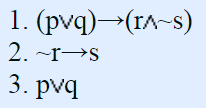 1. (p∨q)→(r∧~s)
2. ~r→s
3. p∨q